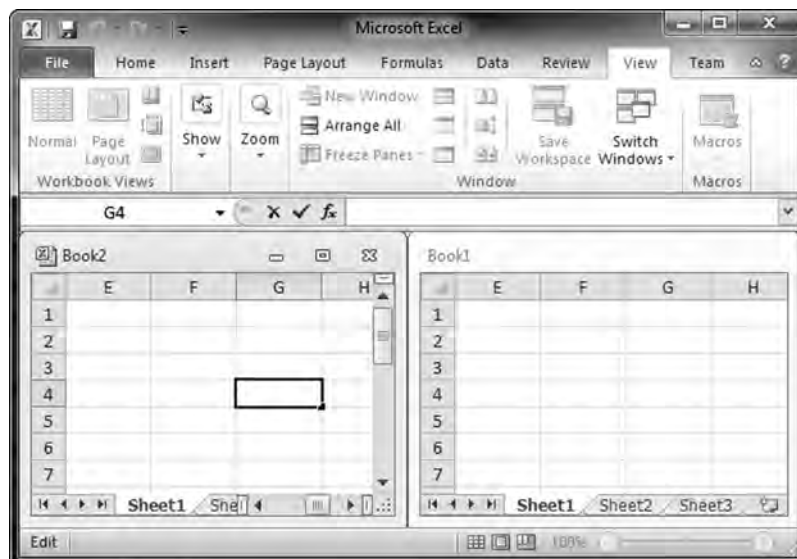 Microsoft Excel
File Home Insert Page Layout Formulas Data Review View Team
Normal Page Layout
Show
Zoom
New Window
Arrange All
Freeze Panes
Save Workspace
Switch Windows
Macros
Workbook Views Window Macros
G4 fx
Book2 Book1
E F G H E F G H
1 1
2 2
3 3
4 4
5 5
6 6
7 7
Sheet1 She Sheet1 Sheet2 Sheet3
Edit 100%